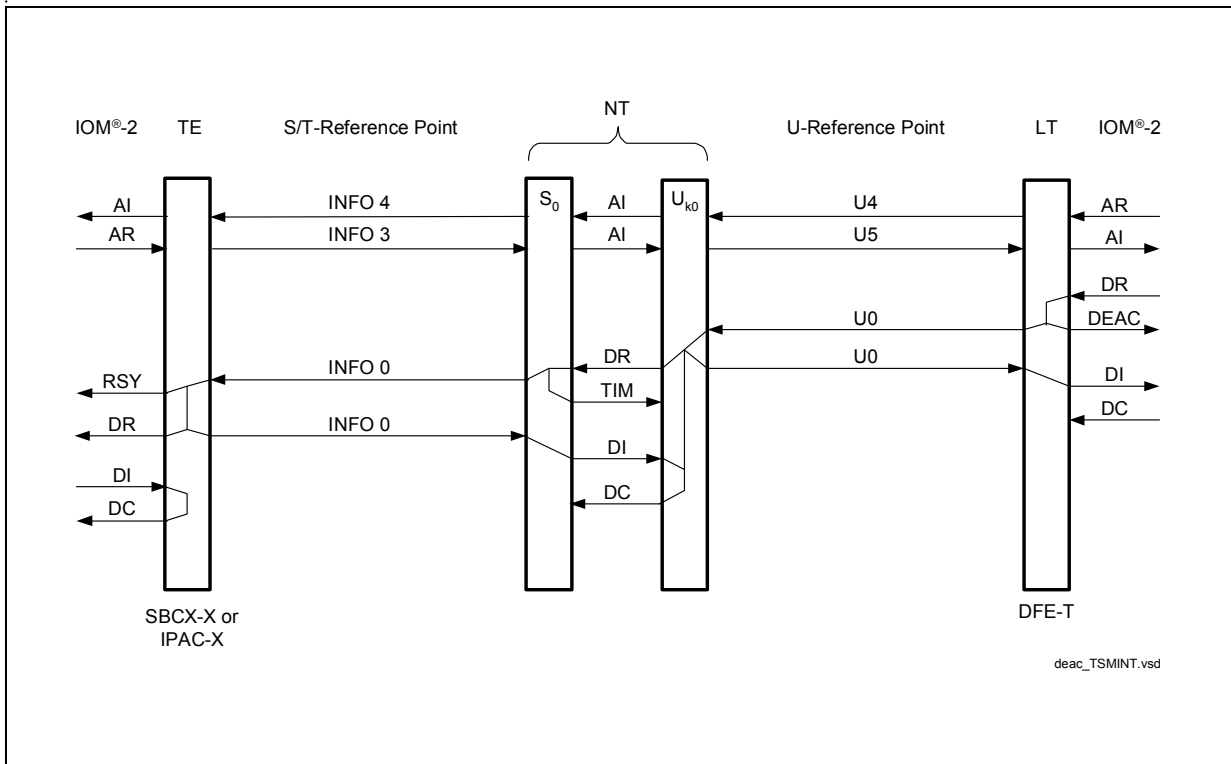 NT
IOM®-2 TE S/T-Reference Point U-Reference Point LT IOM®-2
S0 Uk0
AI INFO 4 AI U4 AR
AR INFO 3 AI U5 AI
DR
U0 DEAC
INFO 0 DR U0
RSY TIM DI
DR INFO 0 DC
DI
DI
DC
DC
SBCX-X or
IPAC-X
DFE-T
deac_TSMINT.vsd